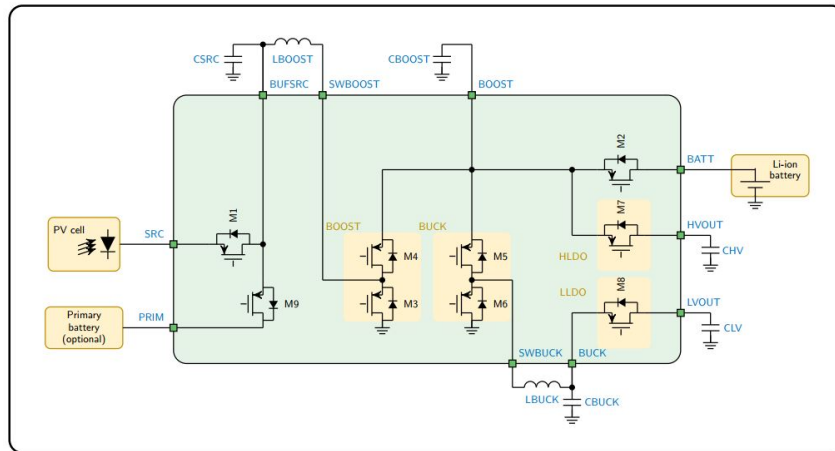 CSRC
LBOOST
CBOOST
BUFSRC
SWBOOST
BOOST
M2
BATT
Li-ion
battery
PV cell
SRC
M1
BOOST
BUCK
M7
HVOUT
M4
M5
HLDO
CHV
M9
M3
M6
LLDO
M8
LVOUT
Primary
battery
(optional)
PRIM
CLV
SWBUCK
BUCK
LBUCK
CBUCK